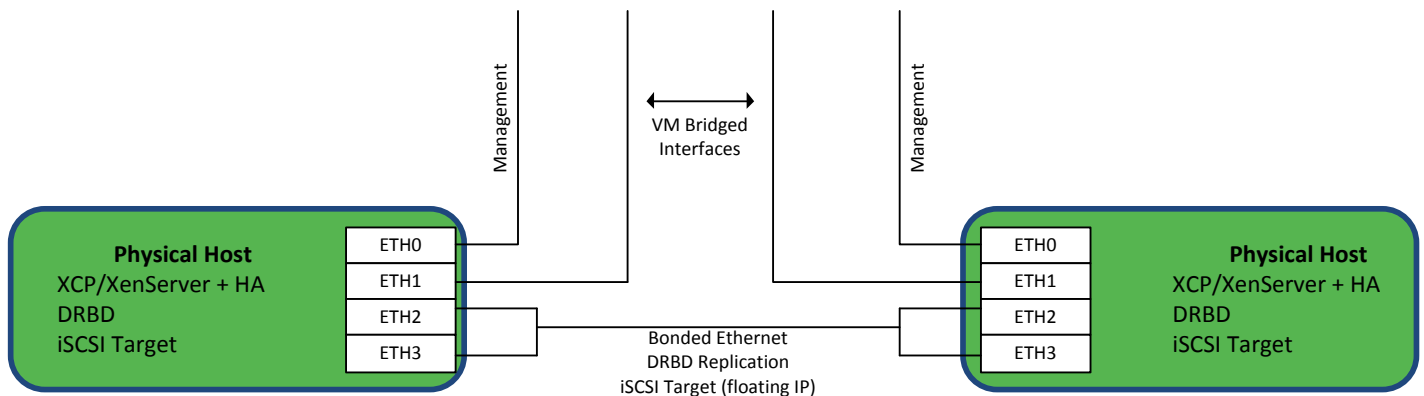 Management
VM Bridged
Interfaces
Management
Physical Host
XCP/XenServer + HA
DRBD
iSCSI Target
ETH0
ETH1
ETH2
ETH3
Bonded Ethernet
DRBD Replication
iSCSI Target (floating IP)
ETH0
ETH1
ETH2
ETH3
Physical Host
XCP/XenServer + HA
DRBD
iSCSI Target